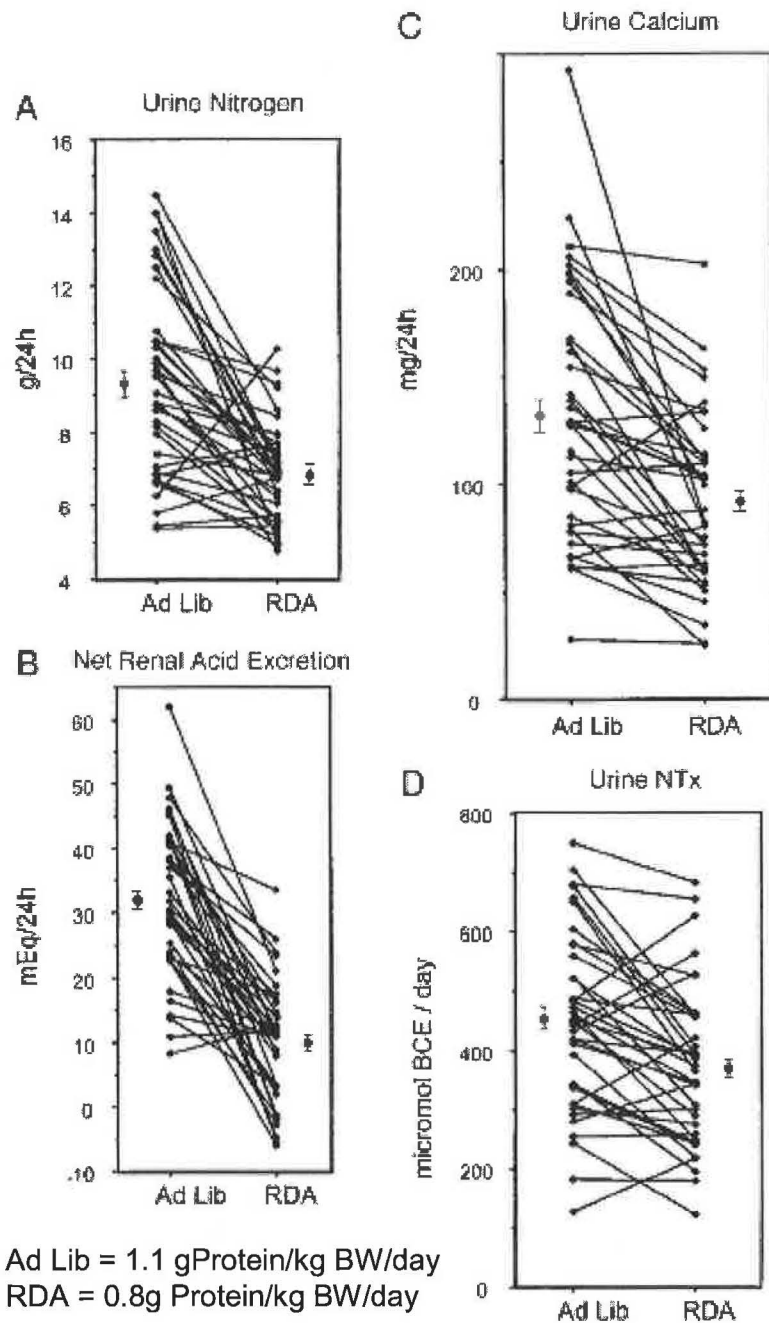 A
Urine Nitrogen
16
14
12
10
8
6
4
g/24h
Ad Lib RDA
B Net Renal Acid Excretion
60
50
40
30
20
10
0
-10
mEq/24h
Ad Lib RDA
C
Urine Calcium
200
100
0
mg/24h
Ad Lib RDA
D
Urine NTx
800
600
400
200
0
micromol BCE / day
Ad Lib RDA
Ad Lib = 1.1 gProtein/kg BW/day
RDA = 0.8g Protein/kg BW/day